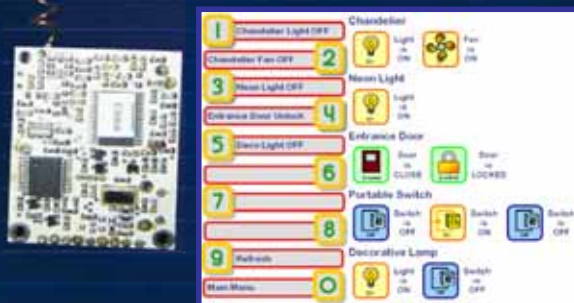 1 Chandelier Light OFF
Chandelier Fan OFF 2
3 Neon Light OFF
Entrance Door Unlock 4
5 Deco Light OFF
6
7
8
9 Refresh
Main Menu 0
Chandelier
Light is ON
Fan is ON
Neon Light
Light is ON
Entrance Door
Door is CLOSE
Door is LOCKED
Portable Switch
Switch is OFF
Switch is ON
Switch is OFF
Decorative Lamp
Light is ON
Switch is OFF